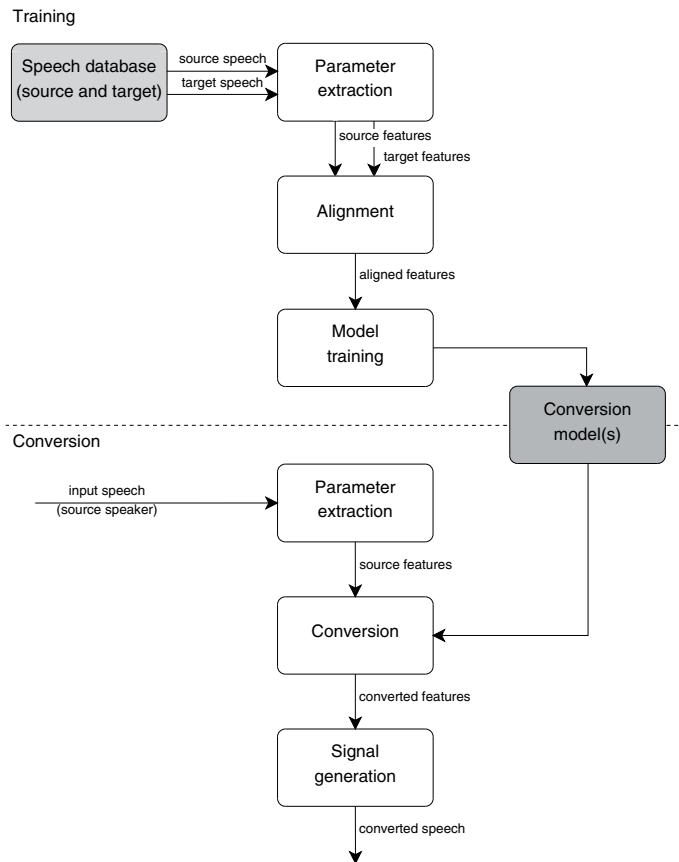 Training
Speech database
(source and target)
source speech
target speech
Parameter
extraction
source features
target features
Alignment
aligned features
Model
training
Conversion
model(s)
Conversion
input speech
(source speaker)
Parameter
extraction
source features
Conversion
converted features
Signal
generation
converted speech